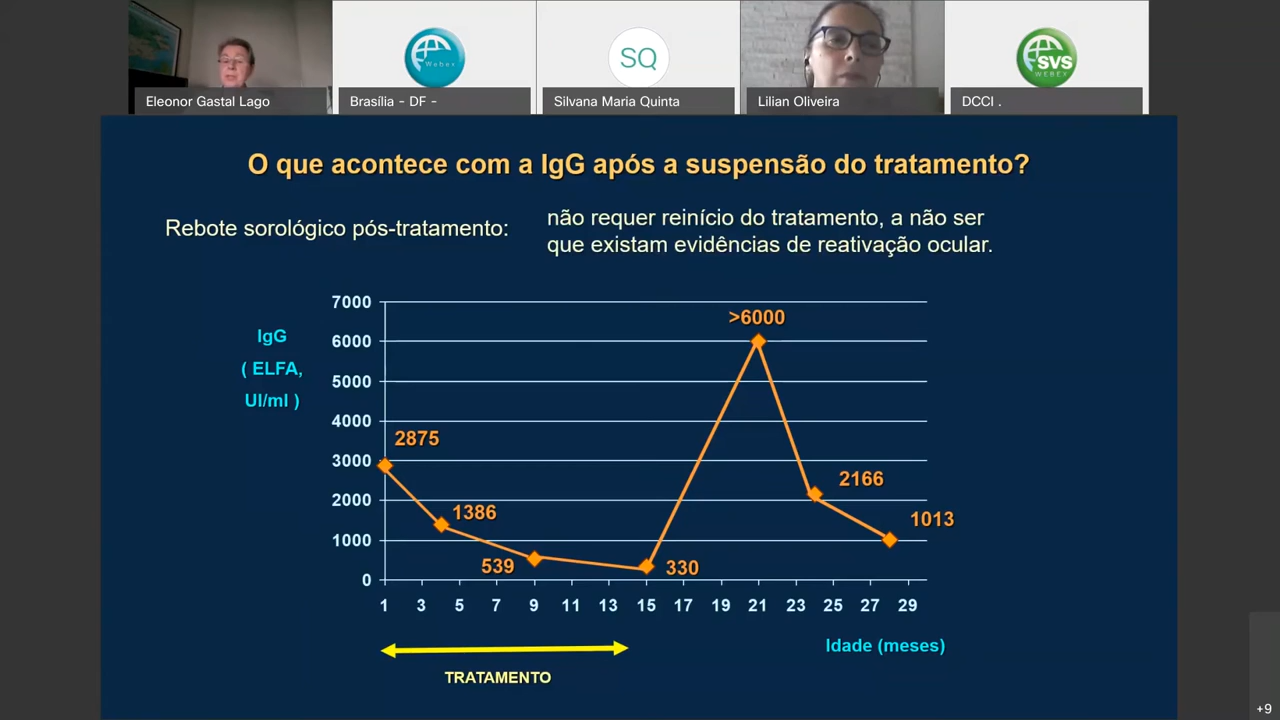 Webex
SQ
SVS
WEBEX
Eleonor Gastal Lago
Brasília - DF -
Silvana Maria Quinta
Lilian Oliveira
DCCI .
O que acontece com a IgG após a suspensão do tratamento?
Rebote sorológico pós-tratamento:
não requer reinício do tratamento, a não ser
que existam evidências de reativação ocular.
IgG
( ELFA,
UI/ml )
7000
6000
5000
4000
3000
2000
1000
0
2875
1386
539
330
>6000
2166
1013
1 3 5 7 9 11 13 15 17 19 21 23 25 27 29
Idade (meses)
TRATAMENTO
+9